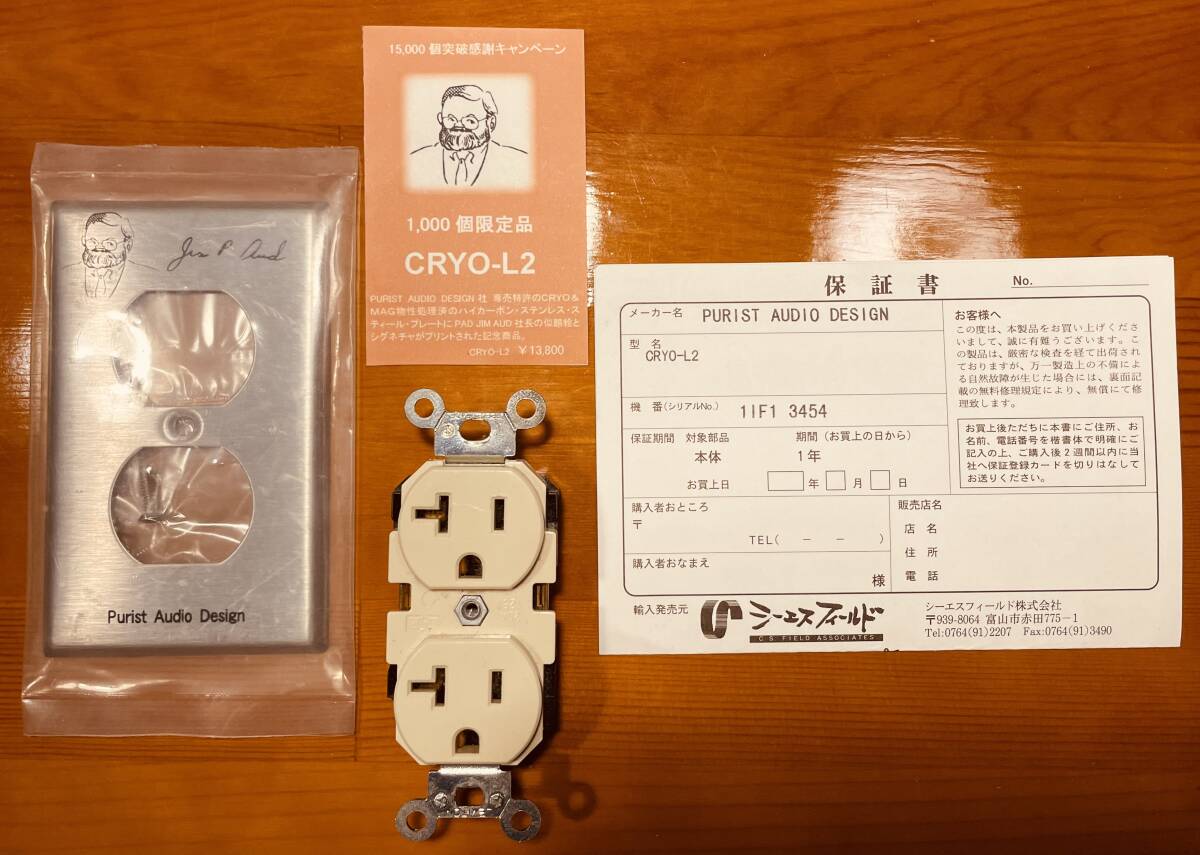 Jim P. Aud
Purist Audio Design
15,000 個突破感謝キャンペーン
1,000 個限定品
CRYO-L2
PURIST AUDIO DESIGN 社 専売特許のCRYO&
MAG物性処理済のハイカーボン・ステンレス・ス
ティール・プレートにPAD JIM AUD 社長の似顔絵と
シグネチャがプリントされた記念商品。
CRYO-L2 ¥13,800
保証書
No.
メーカー名 PURIST AUDIO DESIGN
型 名
CRYO-L2
機 番(シリアルNo.) 1IF1 3454
保証期間 対象部品 期間(お買上の日から)
本体 1年
お買上日 年 月 日
購入者おところ
〒
TEL( － － )
購入者おなまえ
様
お客様へ
この度は、本製品をお買い上げくださ
いまして、誠に有難うございます。こ
の製品は、厳密な検査を経て出荷され
ておりますが、万一製造上の不備によ
る自然故障が生じた場合には、裏面記
載の無料修理規定により、無償にて修
理致します。
お買上後ただちに本書にご住所、お
名前、電話番号を楷書体で明確にご
記入の上、ご購入後2週間以内に当
社へ保証登録カードを切りはなして
お送りください。
販売店名
店 名
住 所
電 話
輸入発売元
シーエスフィールド
C.S. FIELD ASSOCIATES
シーエスフィールド株式会社
〒939-8064 富山市赤田775－1
Tel:0764(91)2207 Fax:0764(91)3490